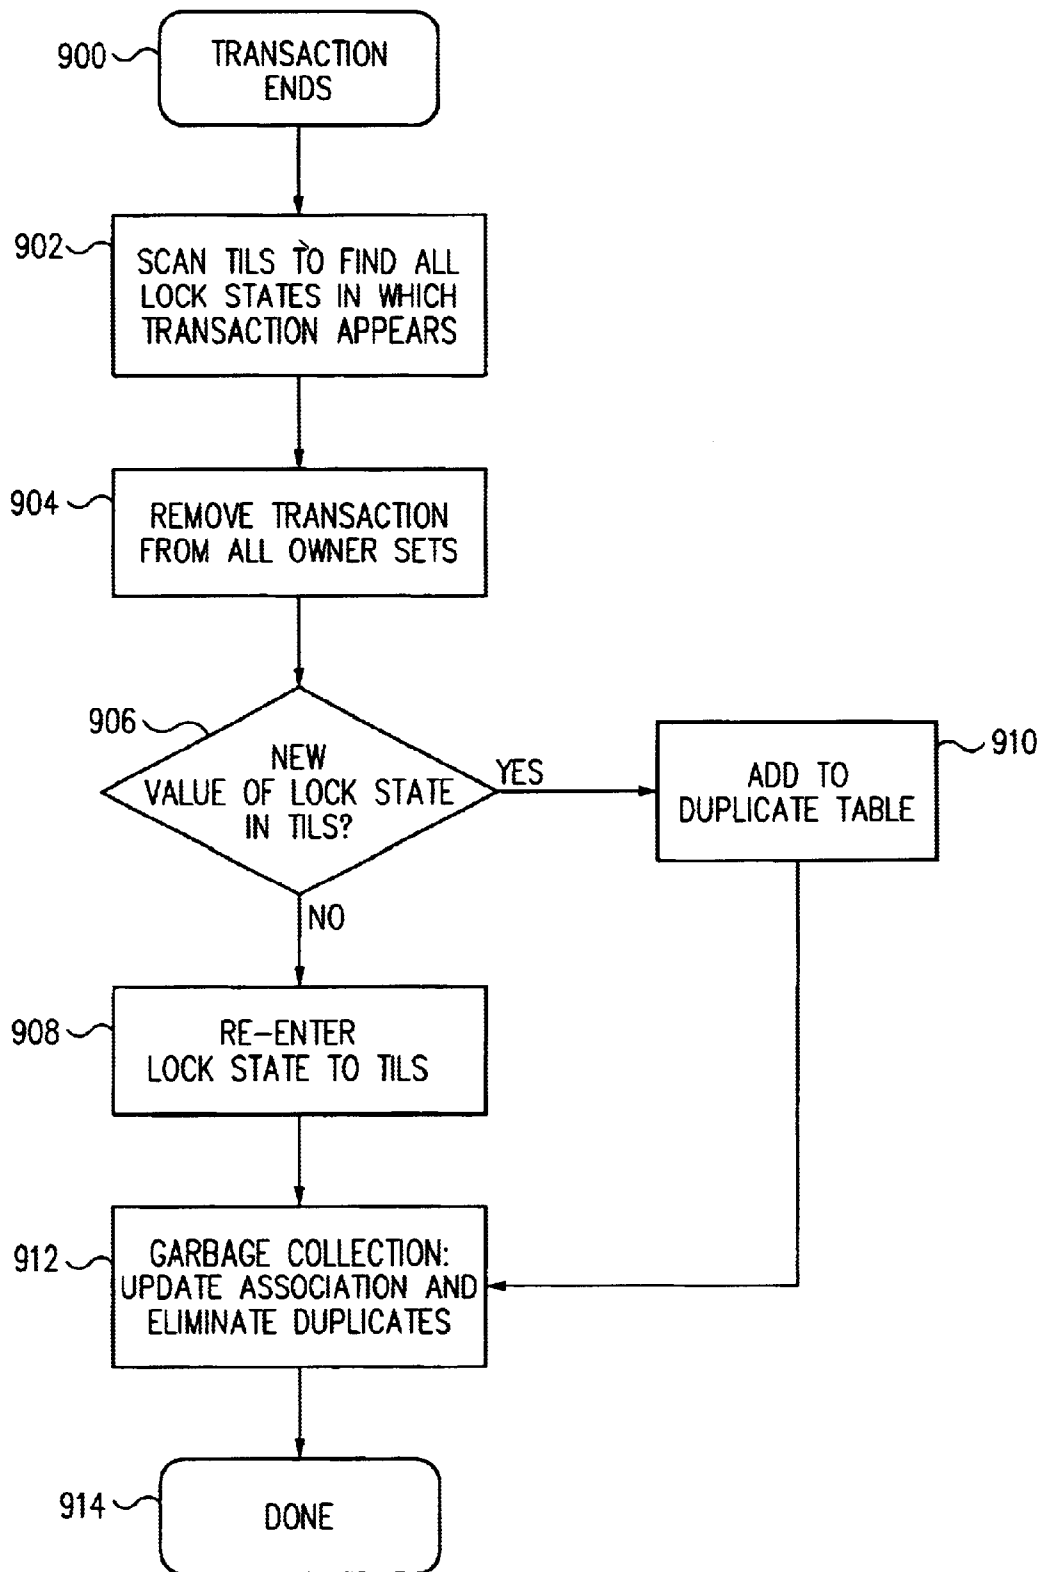 900
TRANSACTION
ENDS
902
SCAN TILS TO FIND ALL
LOCK STATES IN WHICH
TRANSACTION APPEARS
904
REMOVE TRANSACTION
FROM ALL OWNER SETS
906
NEW
VALUE OF LOCK STATE
IN TILS?
YES
910
ADD TO
DUPLICATE TABLE
NO
908
RE-ENTER
LOCK STATE TO TILS
912
GARBAGE COLLECTION:
UPDATE ASSOCIATION AND
ELIMINATE DUPLICATES
914
DONE